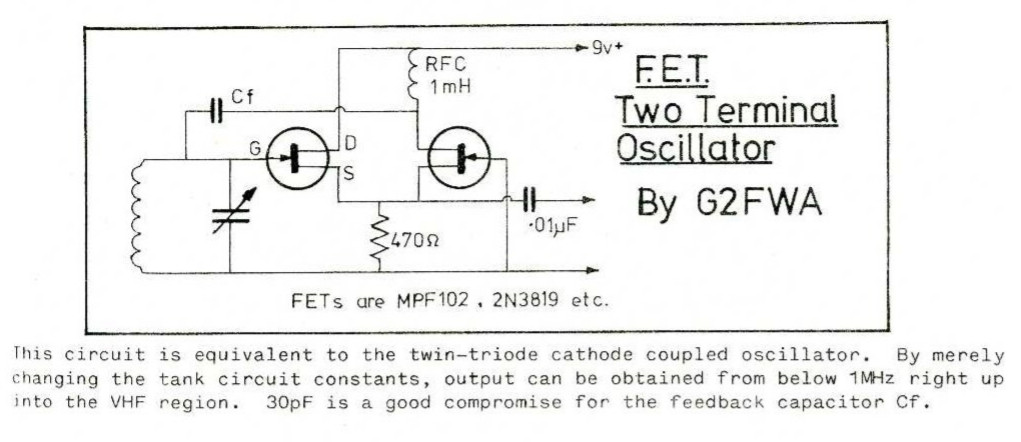 9v+
RFC
1mH
Cf
G
D
S
470Ω
·01µF
F.E.T.
Two Terminal
Oscillator
By G2FWA
FETs are MPF102, 2N3819 etc.
This circuit is equivalent to the twin-triode cathode coupled oscillator. By merely
changing the tank circuit constants, output can be obtained from below 1MHz right up
into the VHF region. 30pF is a good compromise for the feedback capacitor Cf.